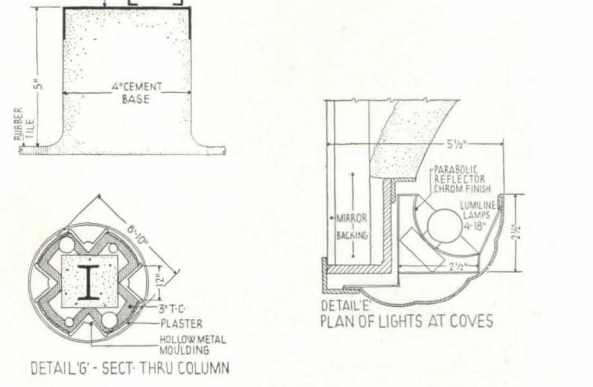 5"
4" CEMENT
BASE
RUBBER
TILE
5½"
PARABOLIC
REFLECTOR
CHROM FINISH
LUMILINE
LAMPS
4-18"
2½"
MIRROR
BACKING
2½"
DETAIL'E'
PLAN OF LIGHTS AT COVES
6'-10"
12"
3" T·C·
PLASTER
HOLLOW METAL
MOULDING
DETAIL'G' - SECT· THRU COLUMN